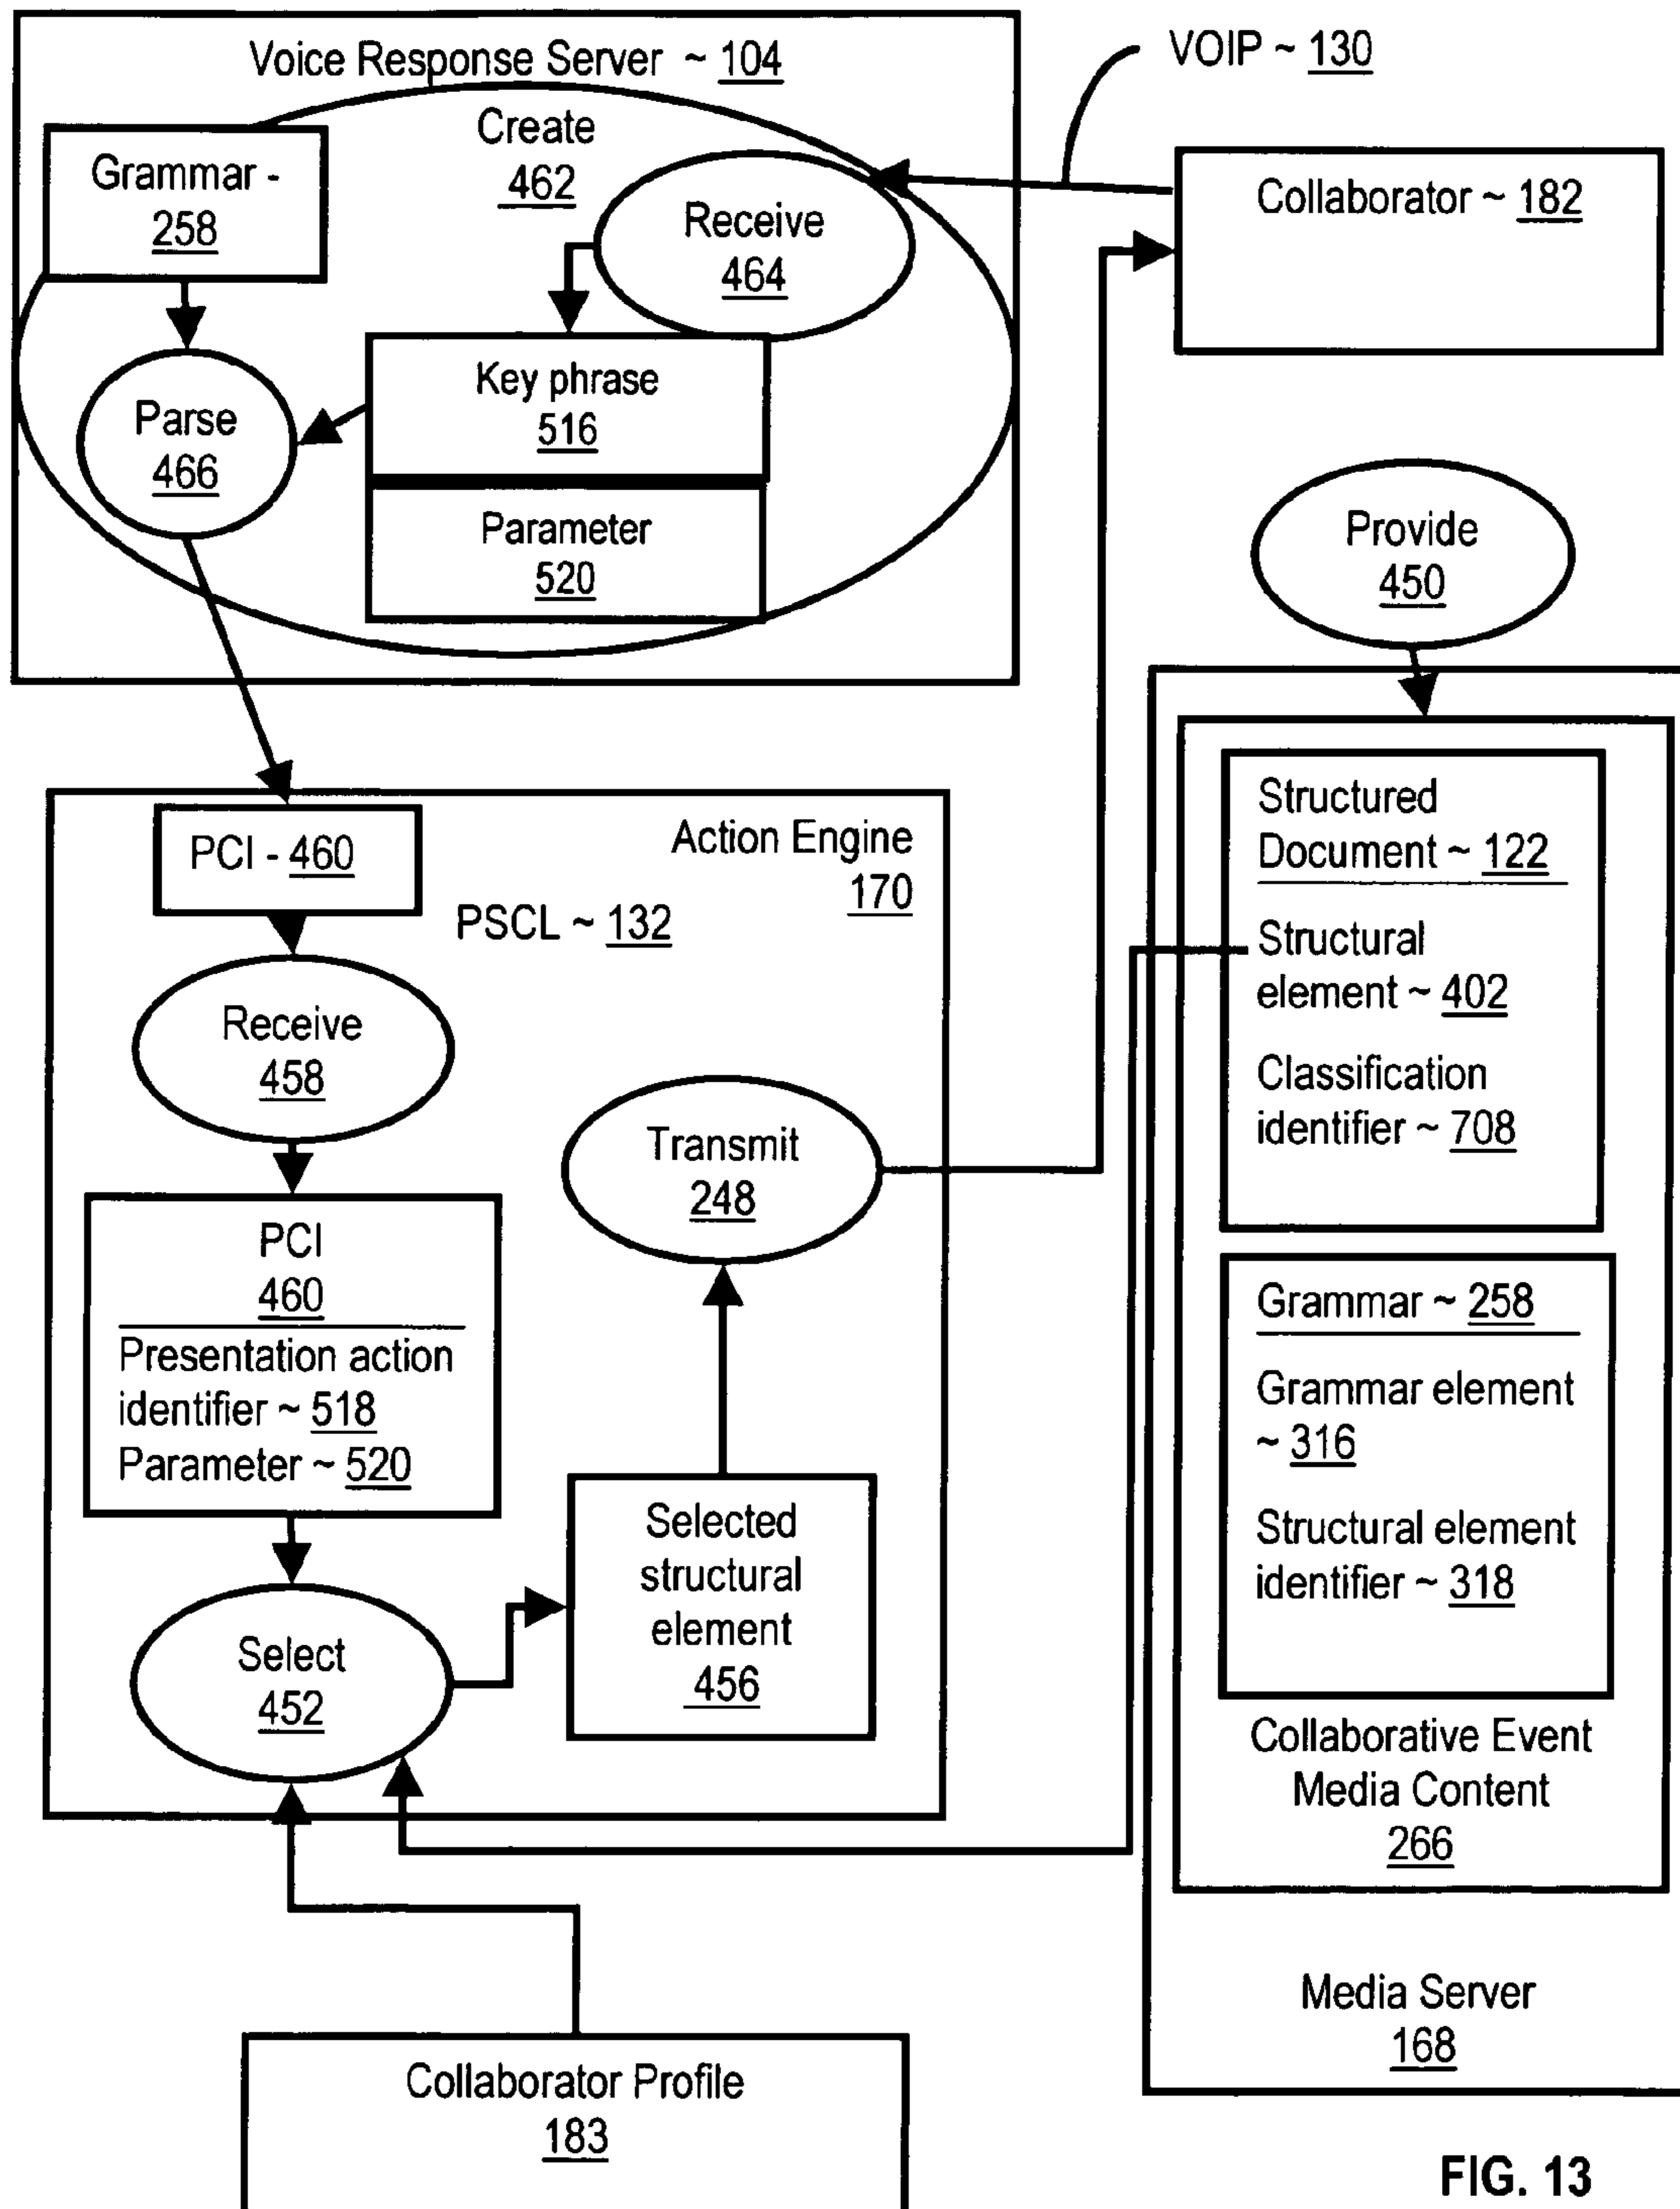 Voice Response Server ~ 104
VOIP ~ 130
Create
462
Grammar -
258
Receive
464
Collaborator ~ 182
Key phrase
516
Parse
466
Parameter
520
Provide
450
Structured
Document ~ 122
Structural
element ~ 402
Classification
identifier ~ 708
PCI - 460
Action Engine
170
PSCL ~ 132
Receive
458
Transmit
248
PCI
460
Presentation action
identifier ~ 518
Parameter ~ 520
Grammar ~ 258
Grammar element
~ 316
Structural element
identifier ~ 318
Selected
structural
element
456
Select
452
Collaborative Event
Media Content
266
Media Server
168
Collaborator Profile
183
FIG. 13